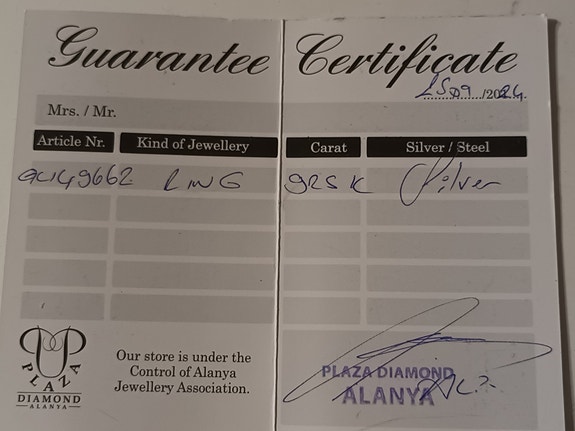 Guarantee Certificate
25.09/2024.
Mrs. / Mr.
Article Nr. Kind of Jewellery Carat Silver / Steel
RING 925 K Silver
Our store is under the
Control of Alanya
Jewellery Association.
PLAZA
DIAMOND
ALANYA
PLAZA DIAMOND
ALANYA